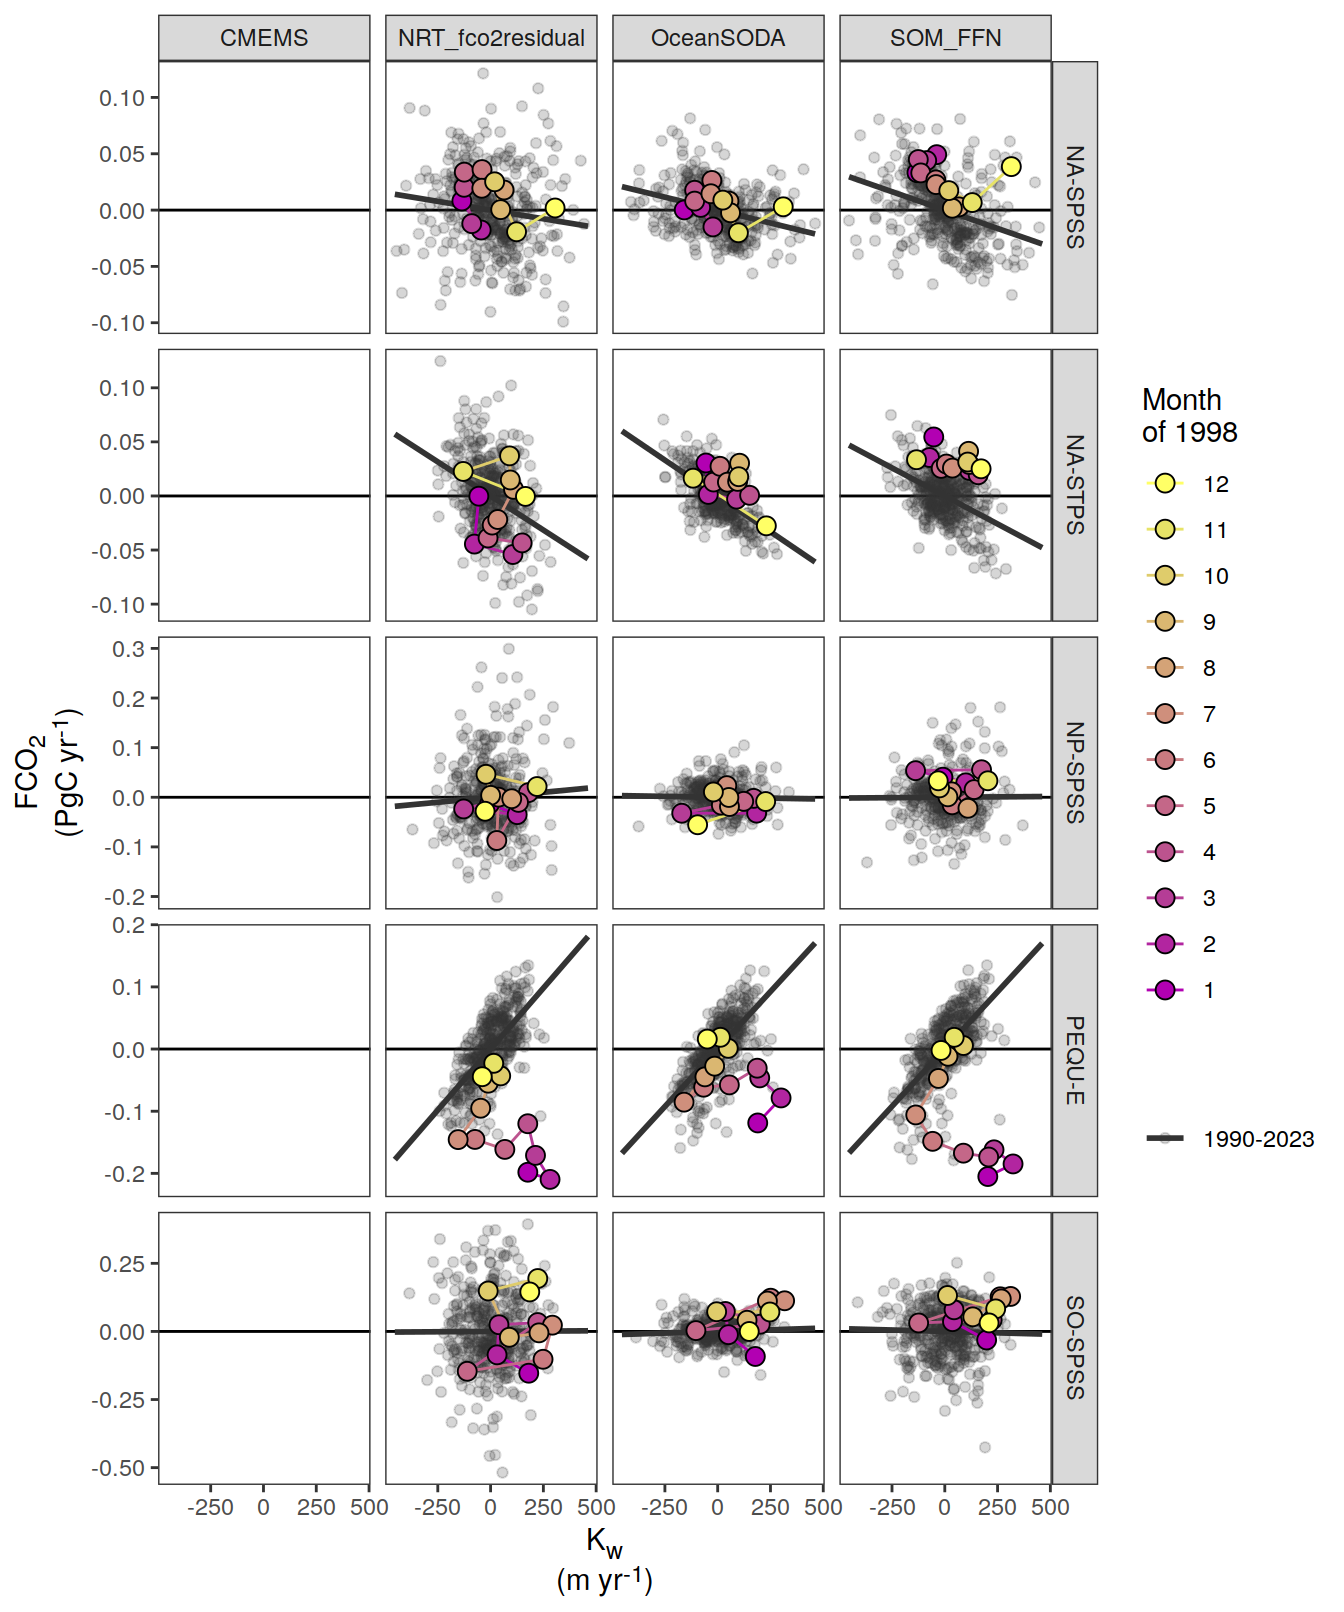 CMEMS NRT_fco2residual OceanSODA SOM_FFN
0.10
0.05
0.00
-0.05
-0.10
NA-SPSS
0.10
0.05
0.00
-0.05
-0.10
NA-STPS
0.3
0.2
0.1
0.0
-0.1
-0.2
NP-SPSS
0.2
0.1
0.0
-0.1
-0.2
PEQU-E
0.25
0.00
-0.25
-0.50
SO-SPSS
-250 0 250 500 -250 0 250 500 -250 0 250 500 -250 0 250 500
FCO₂
(PgC yr⁻¹)
K_w
(m yr⁻¹)
Month
of 1998
12
11
10
9
8
7
6
5
4
3
2
1
1990-2023